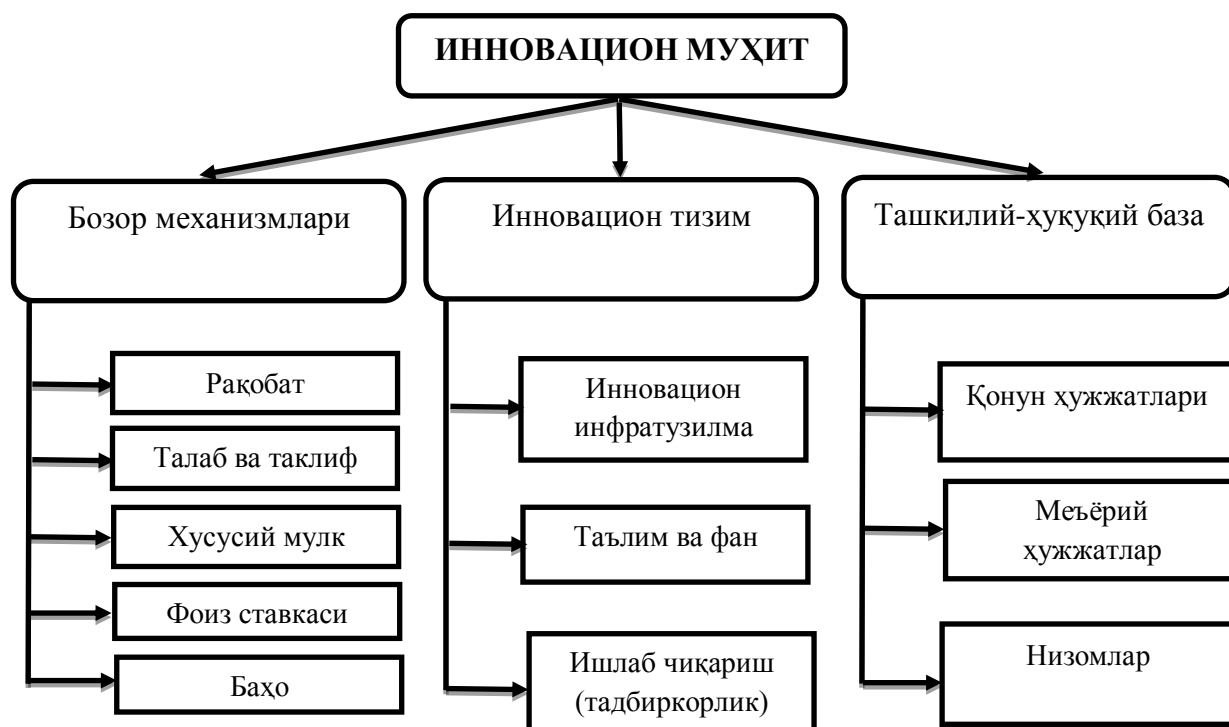 ИННОВАЦИОН МУҲИТ
Бозор механизмлари
Инновацион тизим
Ташкилий-ҳуқуқий база
Рақобат
Талаб ва таклиф
Хусусий мулк
Фоиз ставкаси
Баҳо
Инновацион
инфратузилма
Таълим ва фан
Ишлаб чиқариш
(тадбиркорлик)
Қонун ҳужжатлари
Меъёрий
ҳужжатлар
Низомлар